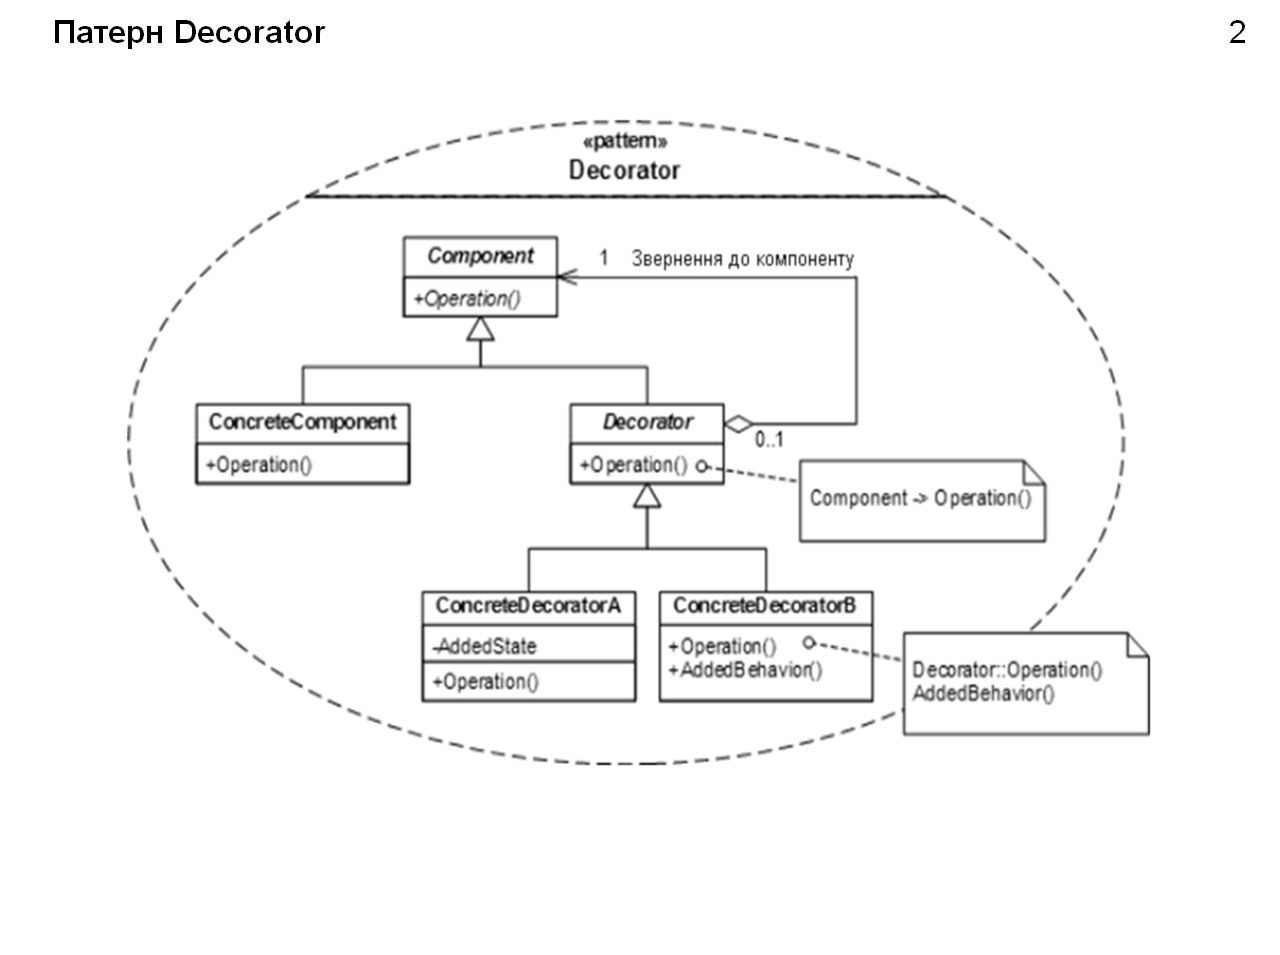 Патерн Decorator
2
«pattern»
Decorator
Component
+Operation()
1 Звернення до компоненту
ConcreteComponent
+Operation()
Decorator
+Operation()
0..1
Component -> Operation()
ConcreteDecoratorA
-AddedState
+Operation()
ConcreteDecoratorB
+Operation()
+AddedBehavior()
Decorator::Operation()
AddedBehavior()